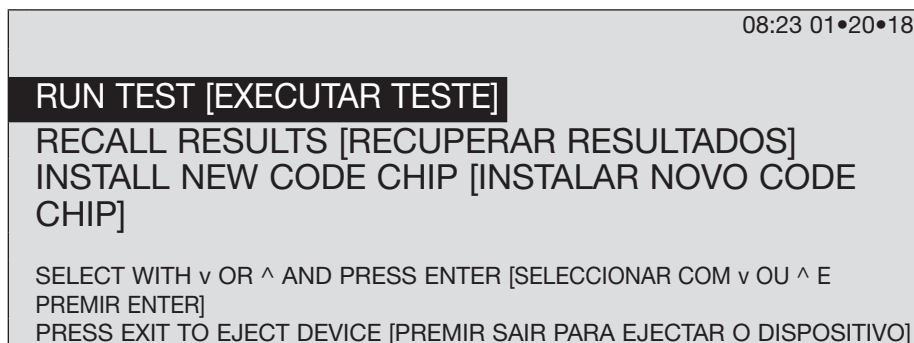 08:23 01•20•18
RUN TEST [EXECUTAR TESTE]
RECALL RESULTS [RECUPERAR RESULTADOS]
INSTALL NEW CODE CHIP [INSTALAR NOVO CODE
CHIP]
SELECT WITH v OR ^ AND PRESS ENTER [SELECCIONAR COM v OU ^ E
PREMIR ENTER]
PRESS EXIT TO EJECT DEVICE [PREMIR SAIR PARA EJECTAR O DISPOSITIVO]